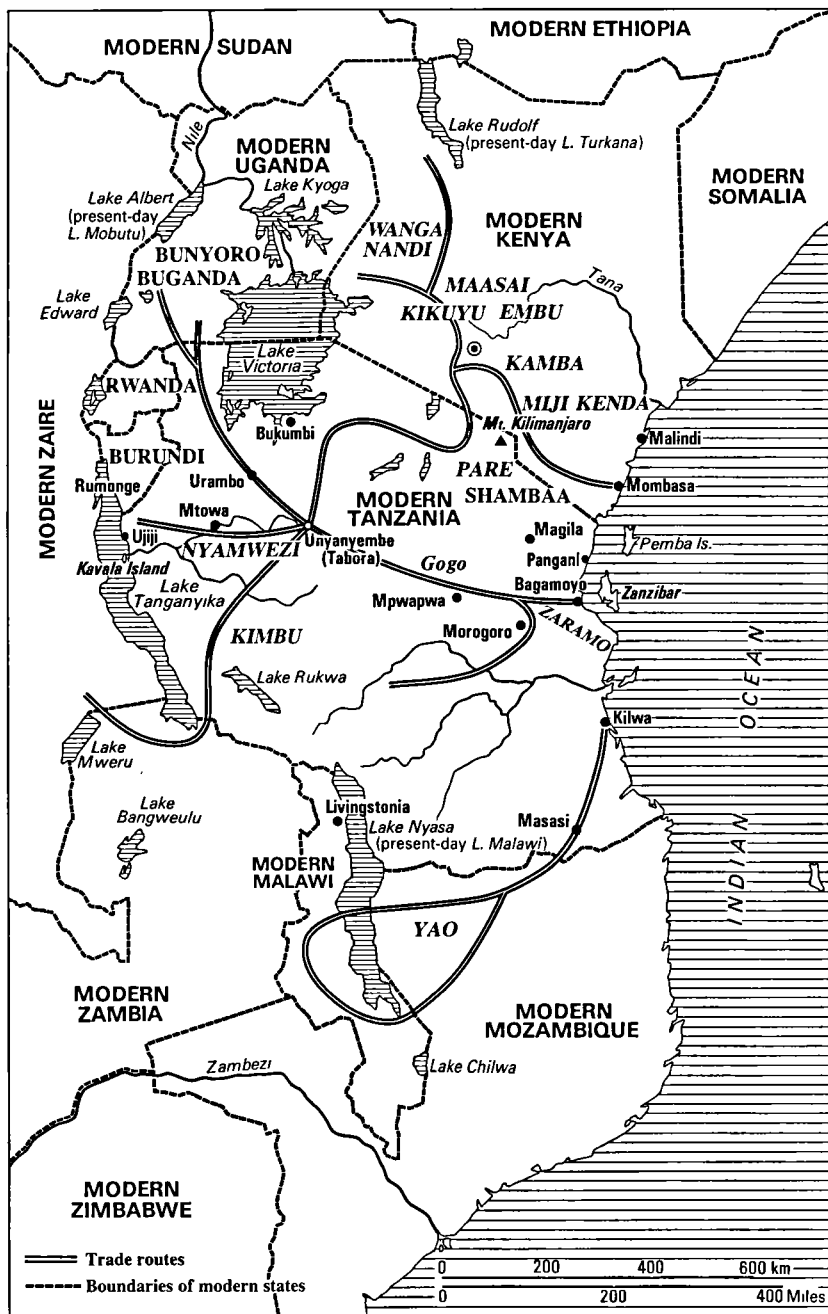 MODERN SUDAN
MODERN ETHIOPIA
Nile
MODERN
UGANDA
Lake Kyoga
Lake Rudolf
(present-day L. Turkana)
MODERN
SOMALIA
Lake Albert
(present-day
L. Mobutu)
WANGA
NANDI
MODERN
KENYA
BUNYORO
BUGANDA
MAASAI
Tana
KIKUYU EMBU
Lake
Edward
Lake
Victoria
KAMBA
RWANDA
MIJI KENDA
Bukumbi
Mt. Kilimanjaro
Malindi
MODERN ZAIRE
BURUNDI
PARE
Rumonge
Urambo
SHAMBAA
Mombasa
MODERN
TANZANIA
Mtowa
Magila
Ujiji
NYAMWEZI
Unyanyembe
(Tabora)
Pemba Is.
Pangani
Kavala Island
Gogo
Bagamoyo
Zanzibar
Lake
Tanganyika
Mpwapwa
ZARAMO
KIMBU
Morogoro
Lake Rukwa
Kilwa
Lake
Mweru
Lake
Bangweulu
Livingstonia
Masasi
Lake Nyasa
(present-day L. Malawi)
MODERN
MALAWI
INDIAN OCEAN
YAO
MODERN
ZAMBIA
MODERN
MOZAMBIQUE
Zambezi
Lake Chilwa
MODERN
ZIMBABWE
Trade routes
Boundaries of modern states
0 200 400 600 km
0 200 400 Miles